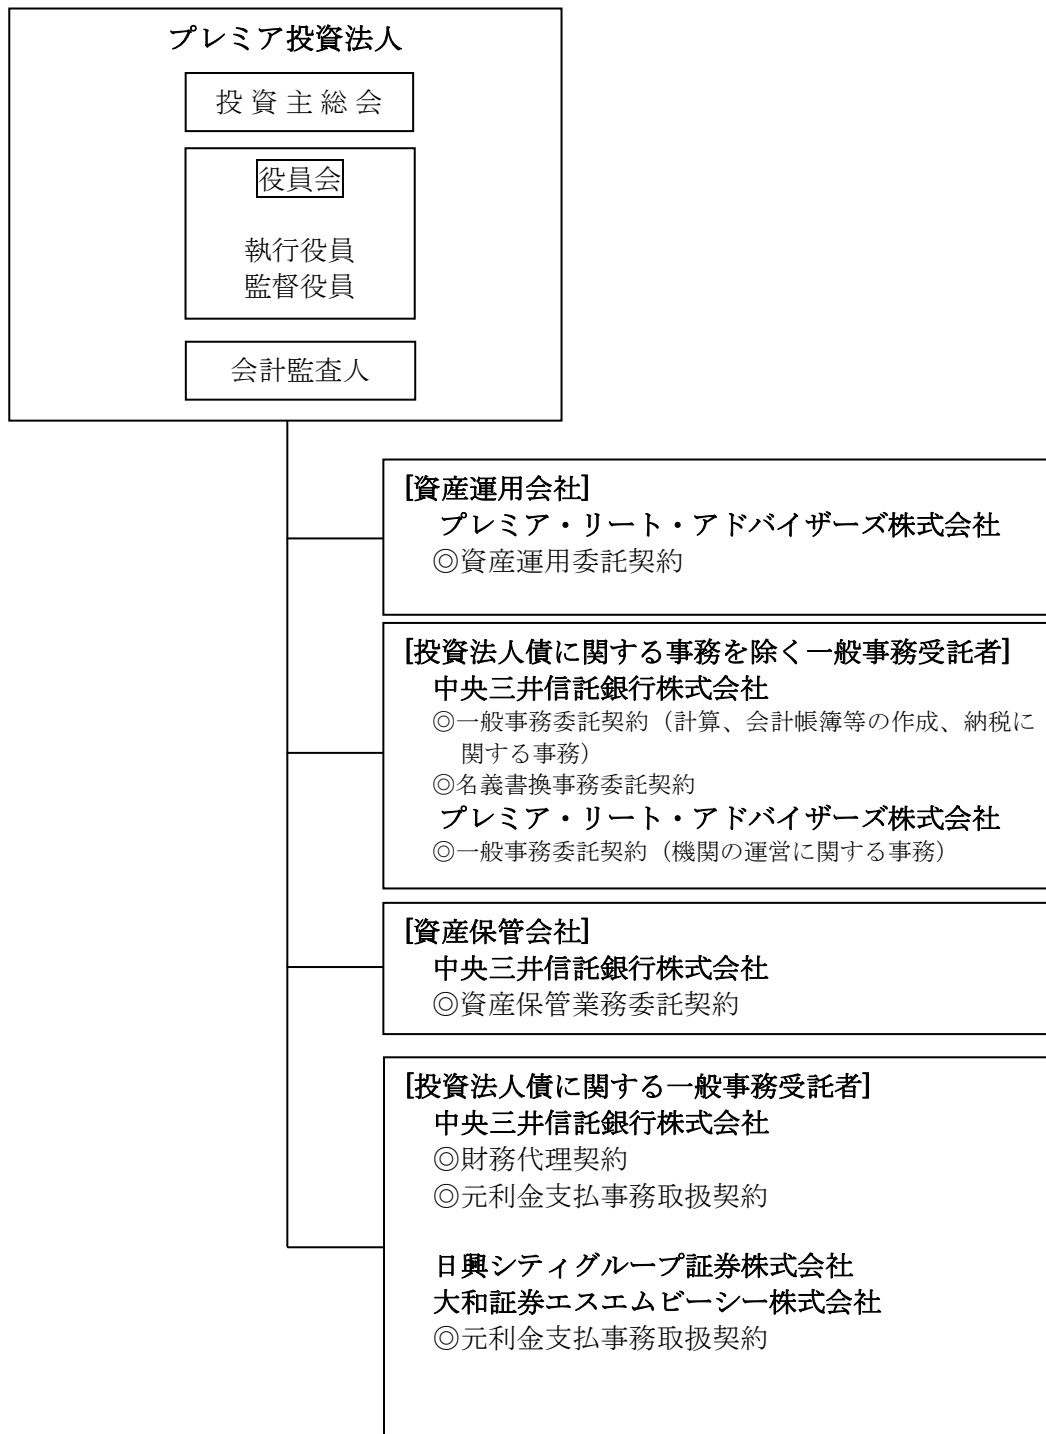 プレミア投資法人
投 資 主 総 会
役員会
執行役員
監督役員
会計監査人
[資産運用会社]
プレミア・リート・アドバイザーズ株式会社
◎資産運用委託契約
[投資法人債に関する事務を除く一般事務受託者]
中央三井信託銀行株式会社
◎一般事務委託契約（計算、会計帳簿等の作成、納税に
関する事務）
◎名義書換事務委託契約
プレミア・リート・アドバイザーズ株式会社
◎一般事務委託契約（機関の運営に関する事務）
[資産保管会社]
中央三井信託銀行株式会社
◎資産保管業務委託契約
[投資法人債に関する一般事務受託者]
中央三井信託銀行株式会社
◎財務代理契約
◎元利金支払事務取扱契約
日興シティグループ証券株式会社
大和証券エスエムビーシー株式会社
◎元利金支払事務取扱契約